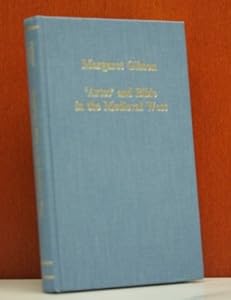 Margaret Gibson
'Artes' and Bible
in the Medieval West